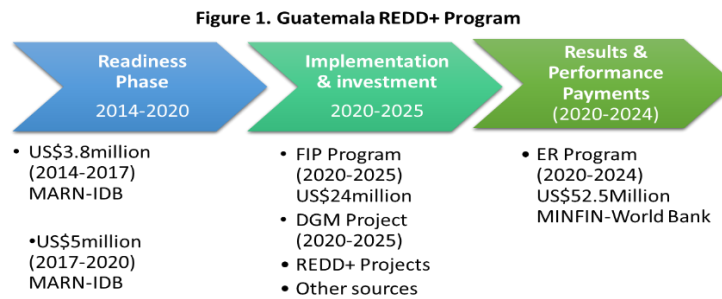 Figure 1. Guatemala REDD+ Program
Readiness
Phase
2014-2020
Implementation
& investment
2020-2025
Results &
Performance
Payments
(2020-2024)
• US$3.8million
(2014-2017)
MARN-IDB
•US$5million
(2017-2020)
MARN-IDB
• FIP Program
(2020-2025)
US$24million
• DGM Project
(2020-2025)
• REDD+ Projects
• Other sources
• ER Program
(2020-2024)
US$52.5Million
MINFIN-World Bank